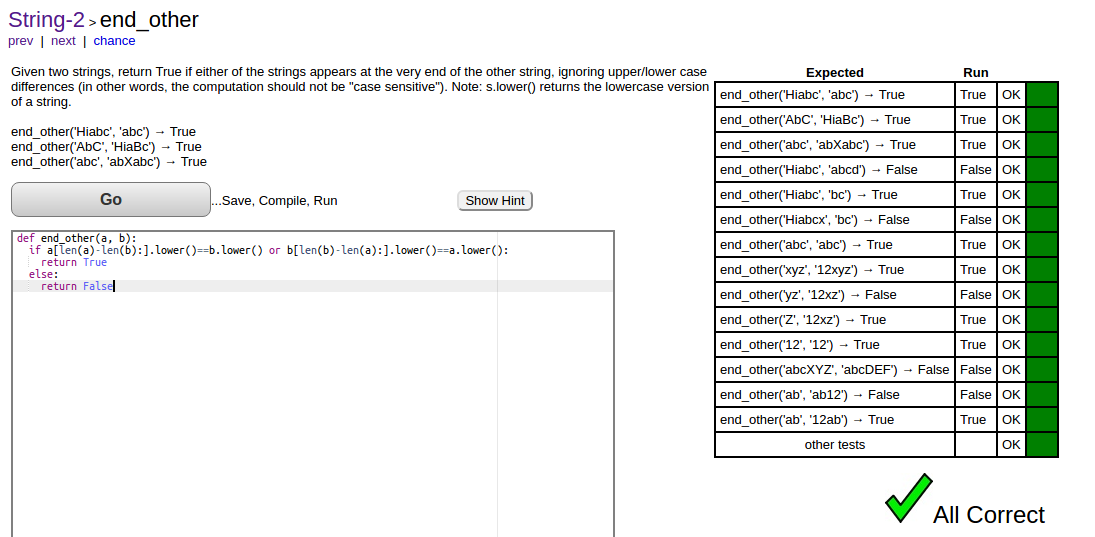 String-2 > end_other
prev | next | chance
Given two strings, return True if either of the strings appears at the very end of the other string, ignoring upper/lower case
differences (in other words, the computation should not be "case sensitive"). Note: s.lower() returns the lowercase version
of a string.
end_other('Hiabc', 'abc') → True
end_other('AbC', 'HiaBc') → True
end_other('abc', 'abXabc') → True
Go ...Save, Compile, Run Show Hint
def end_other(a, b):
  if a[len(a)-len(b):].lower()==b.lower() or b[len(b)-len(a):].lower()==a.lower():
    return True
  else:
    return False
Expected Run
end_other('Hiabc', 'abc') → True True OK
end_other('AbC', 'HiaBc') → True True OK
end_other('abc', 'abXabc') → True True OK
end_other('Hiabc', 'abcd') → False False OK
end_other('Hiabc', 'bc') → True True OK
end_other('Hiabcx', 'bc') → False False OK
end_other('abc', 'abc') → True True OK
end_other('xyz', '12xyz') → True True OK
end_other('yz', '12xz') → False False OK
end_other('Z', '12xz') → True True OK
end_other('12', '12') → True True OK
end_other('abcXYZ', 'abcDEF') → False False OK
end_other('ab', 'ab12') → False False OK
end_other('ab', '12ab') → True True OK
other tests OK
All Correct